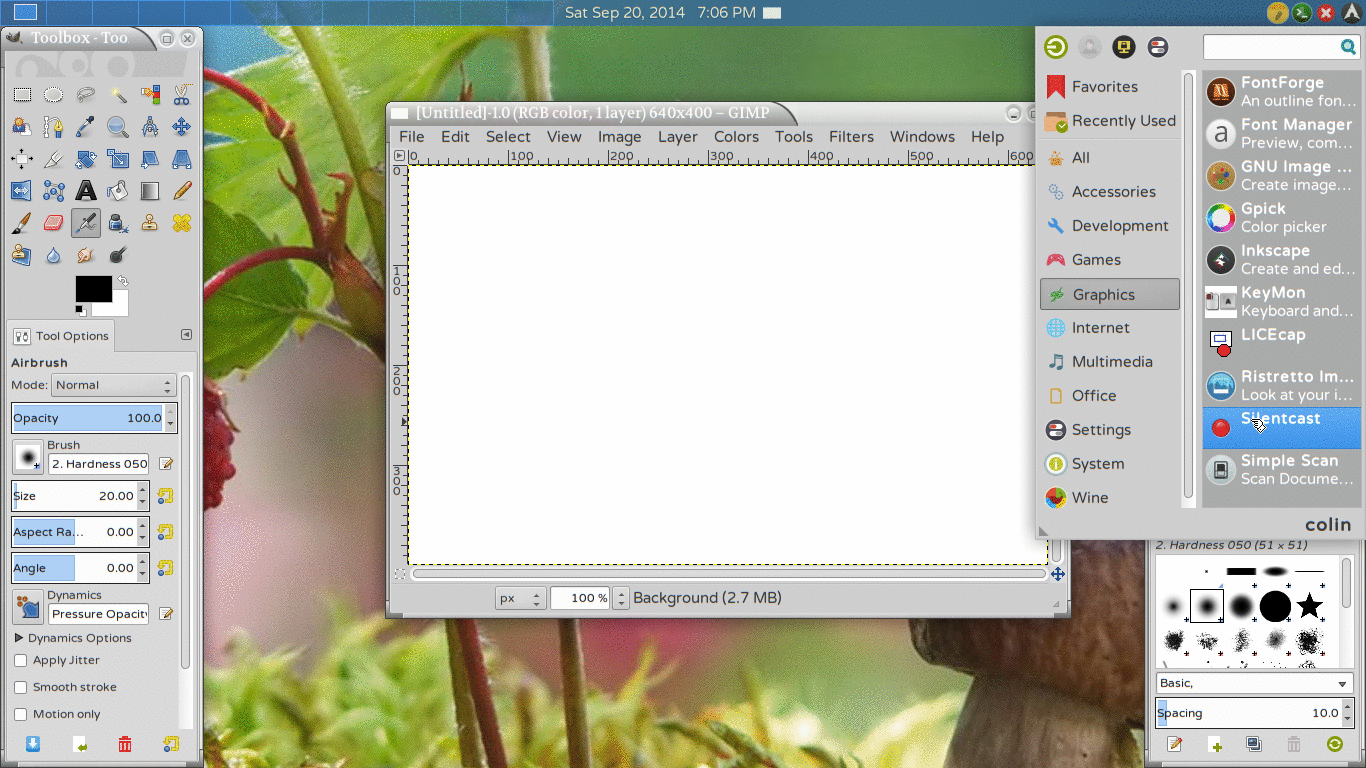 Sat Sep 20, 2014 7:06 PM
Toolbox - Too
Tool Options
Airbrush
Mode: Normal
Opacity 100.0
Brush
2. Hardness 050
Size 20.00
Aspect Ra... 0.00
Angle 0.00
Dynamics
Pressure Opacit
Dynamics Options
Apply Jitter
Smooth stroke
Motion only
[Untitled]-1.0 (RGB color, 1 layer) 640x400 – GIMP
File Edit Select View Image Layer Colors Tools Filters Windows Help
0 100 200 300 400 500 600
0
100
200
300
px 100 % Background (2.7 MB)
Favorites
Recently Used
All
Accessories
Development
Games
Graphics
Internet
Multimedia
Office
Settings
System
Wine
FontForge
An outline fon...
Font Manager
Preview, com...
GNU Image ...
Create image...
Gpick
Color picker
Inkscape
Create and ed...
KeyMon
Keyboard and...
LICEcap
Ristretto Im...
Look at your i...
Silentcast
Simple Scan
Scan Docume...
colin
2. Hardness 050 (51 × 51)
Basic,
Spacing 10.0